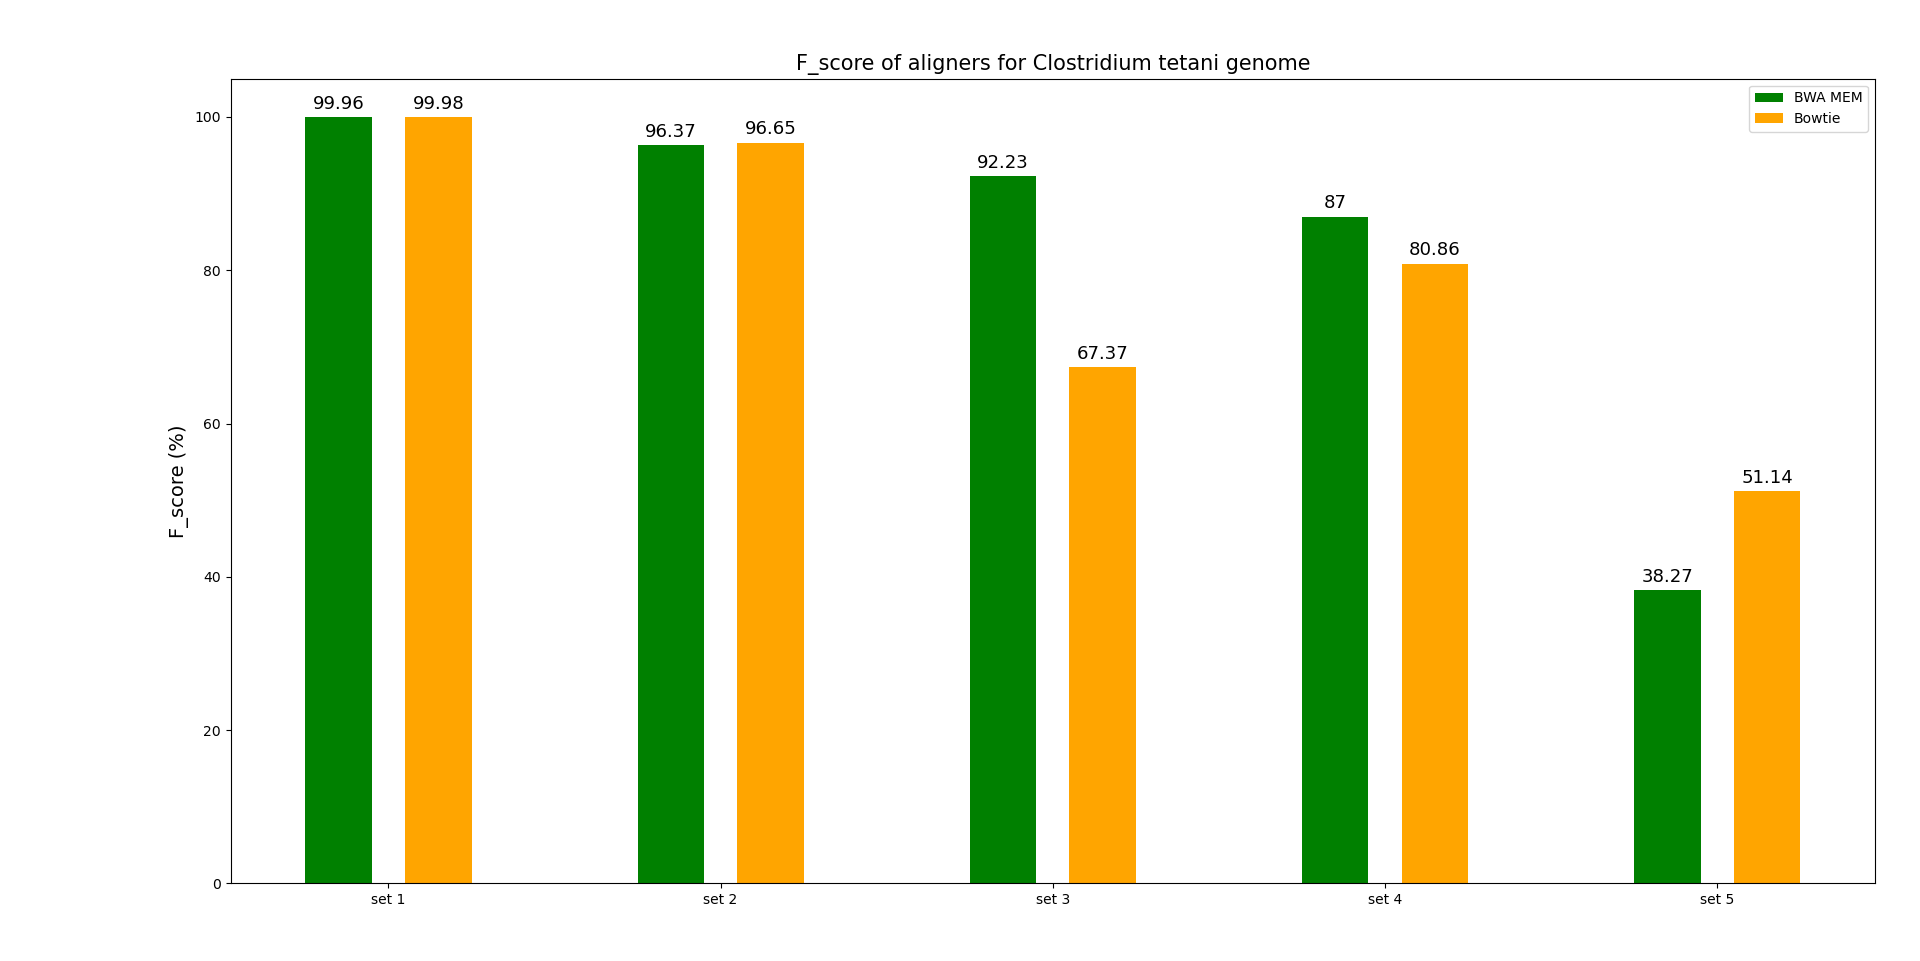 F_score of aligners for Clostridium tetani genome
BWA MEM
Bowtie
99.96
99.98
96.37
96.65
92.23
67.37
87
80.86
38.27
51.14
100
80
60
40
20
0
F_score (%)
set 1
set 2
set 3
set 4
set 5